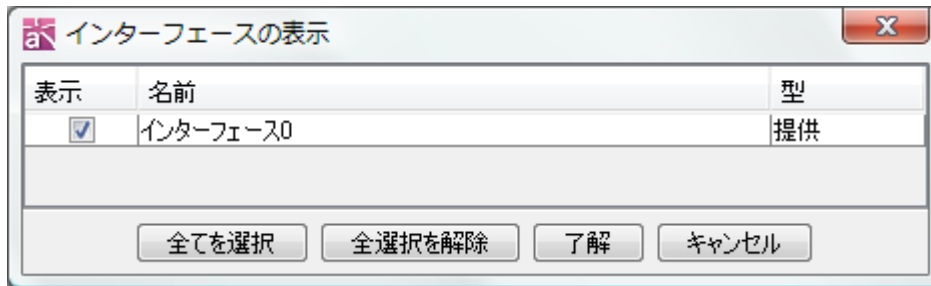 インターフェースの表示
表示 名前 型
インターフェース0 提供
全てを選択 全選択を解除 了解 キャンセル